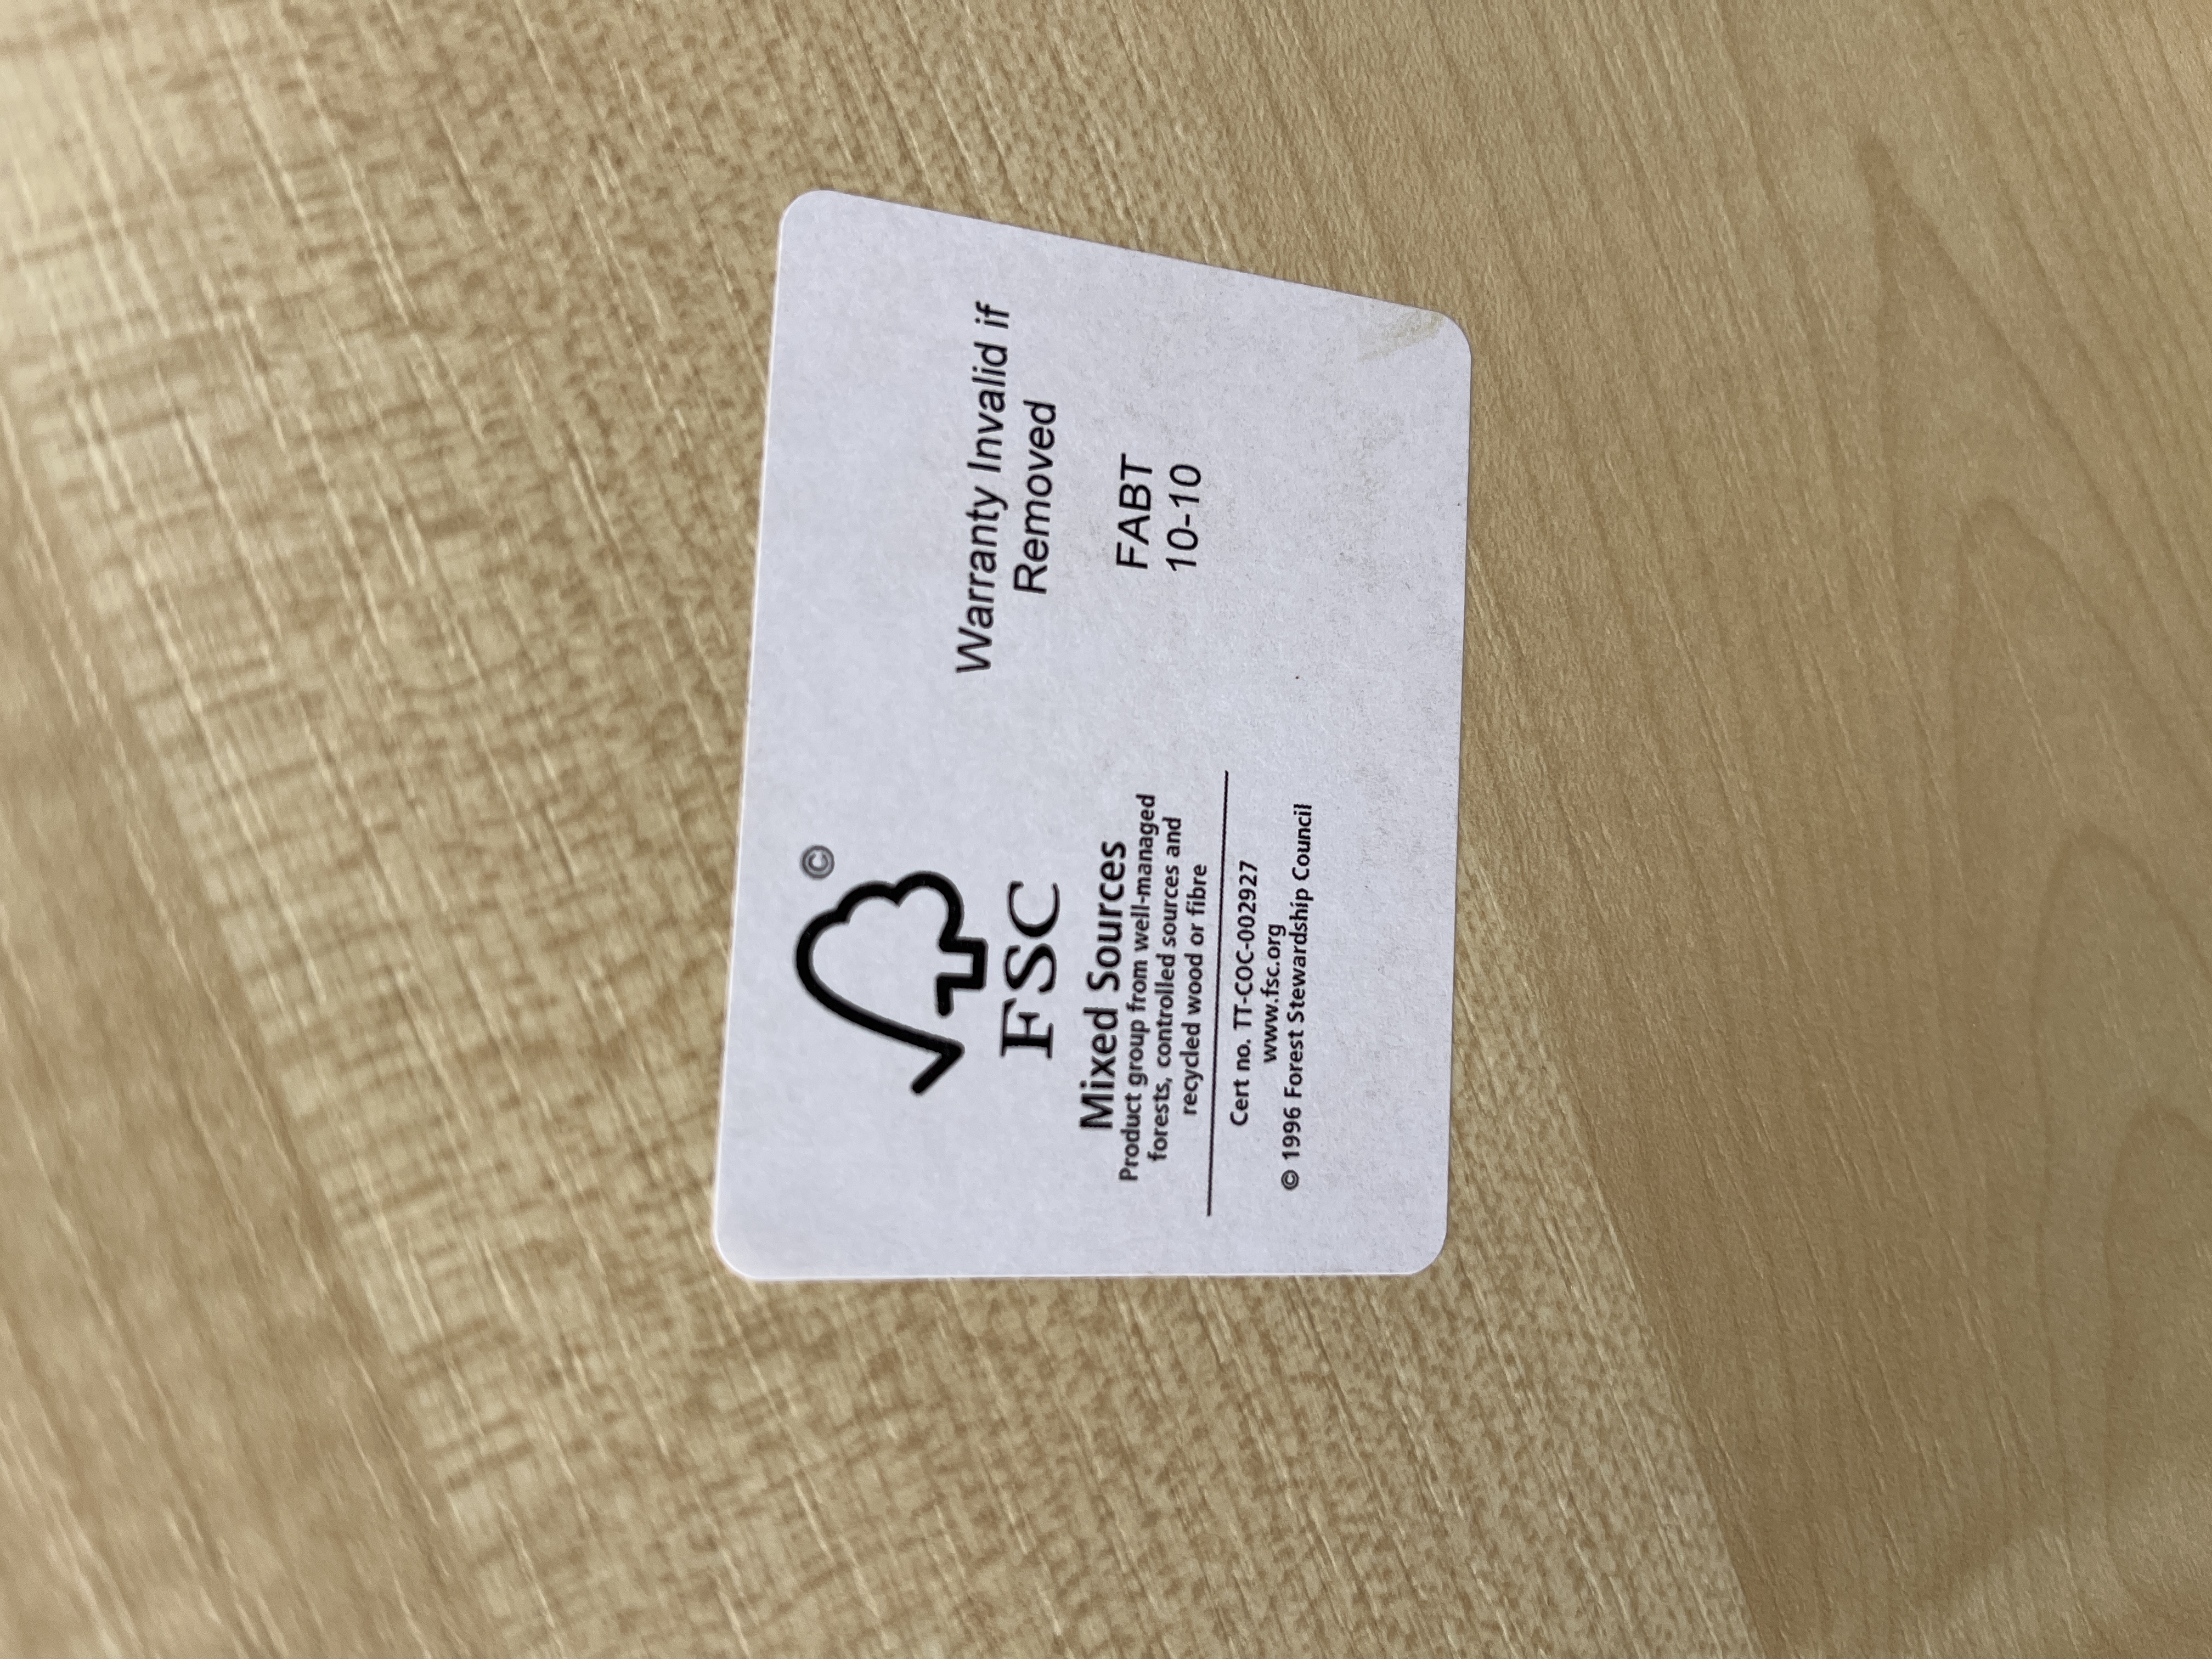 ©
FSC
Mixed Sources
Product group from well-managed
forests, controlled sources and
recycled wood or fibre
Cert no. TT-COC-002927
www.fsc.org
© 1996 Forest Stewardship Council
Warranty Invalid if
Removed
FABT
10-10